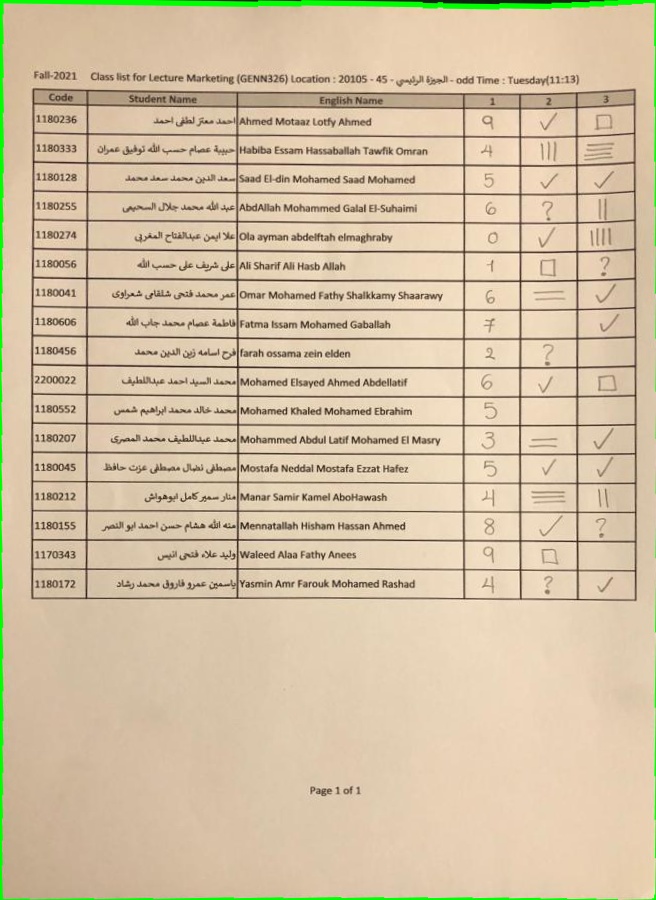 Fall-2021 Class list for Lecture Marketing (GENN326) Location : 20105 - 45 - الجيزة الرئيسي - odd Time : Tuesday(11:13)
Code Student Name English Name 1 2 3
1180236 احمد معتز لطفى احمد Ahmed Motaaz Lotfy Ahmed 9 ✓ □
1180333 حبيبة عصام حسب الله توفيق عمران Habiba Essam Hassaballah Tawfik Omran 4 ||| ☰
1180128 سعد الدين محمد سعد محمد Saad El-din Mohamed Saad Mohamed 5 ✓ ✓
1180255 عبد الله محمد جلال السحيمى AbdAllah Mohammed Galal El-Suhaimi 6 ? ||
1180274 علا ايمن عبدالفتاح المغربي Ola ayman abdelftah elmaghraby 0 ✓ ||||
1180056 على شريف على حسب الله Ali Sharif Ali Hasb Allah 1 □ ?
1180041 عمر محمد فتحى شلقامى شعراوى Omar Mohamed Fathy Shalkkamy Shaarawy 6 = ✓
1180606 فاطمة عصام محمد جاب الله Fatma Issam Mohamed Gaballah 7 ✓
1180456 فرح اسامه زين الدين محمد farah ossama zein elden 2 ?
2200022 محمد السيد احمد عبداللطيف Mohamed Elsayed Ahmed Abdellatif 6 ✓ □
1180552 محمد خالد محمد ابراهيم شمس Mohamed Khaled Mohamed Ebrahim 5
1180207 محمد عبداللطيف محمد المصرى Mohammed Abdul Latif Mohamed El Masry 3 = ✓
1180045 مصطفى نضال مصطفى عزت حافظ Mostafa Neddal Mostafa Ezzat Hafez 5 ✓ ✓
1180212 منار سمير كامل ابوهواش Manar Samir Kamel AboHawash 4 ≡ ||
1180155 منه الله هشام حسن احمد ابو النصر Mennatallah Hisham Hassan Ahmed 8 ✓ ?
1170343 وليد علاء فتحى انيس Waleed Alaa Fathy Anees 9 □
1180172 ياسمين عمرو فاروق محمد رشاد Yasmin Amr Farouk Mohamed Rashad 4 ? ✓
Page 1 of 1